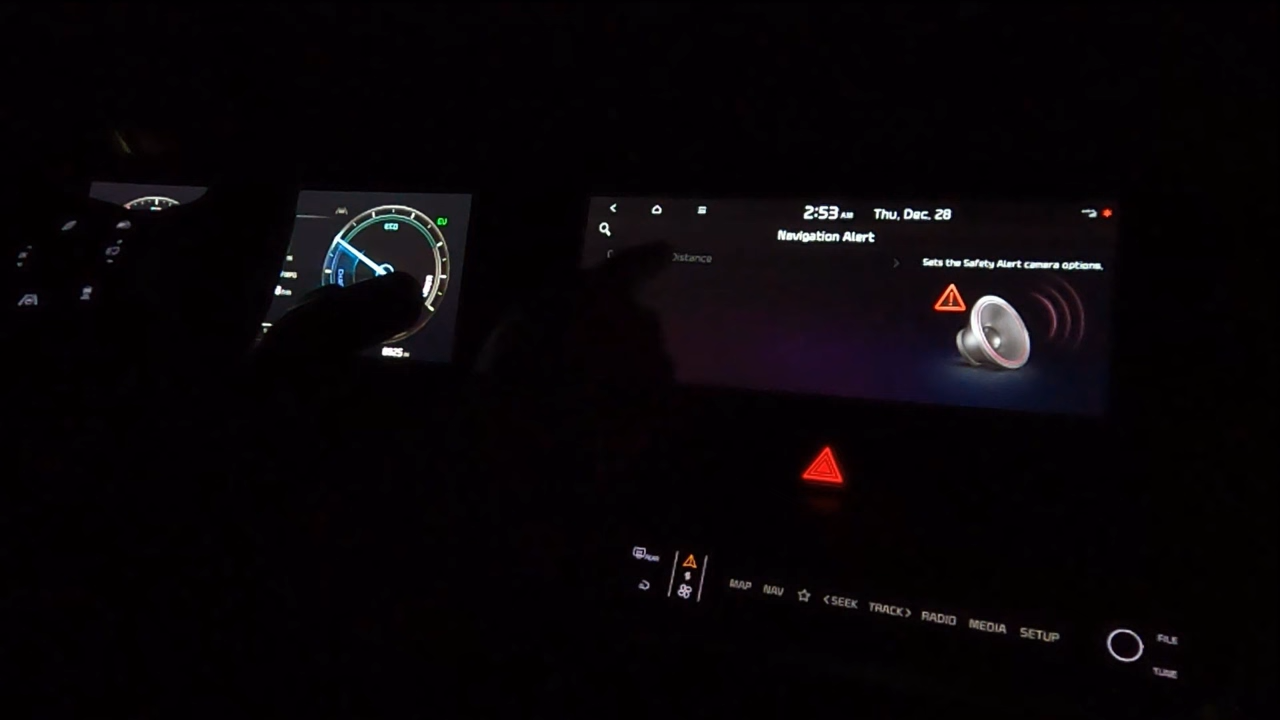 2:53 AM Thu, Dec. 28
Navigation Alert
Distance
Sets the Safety Alert camera options.
ECO
EV
MAP NAV <SEEK TRACK> RADIO MEDIA SETUP
FILE
TUNE